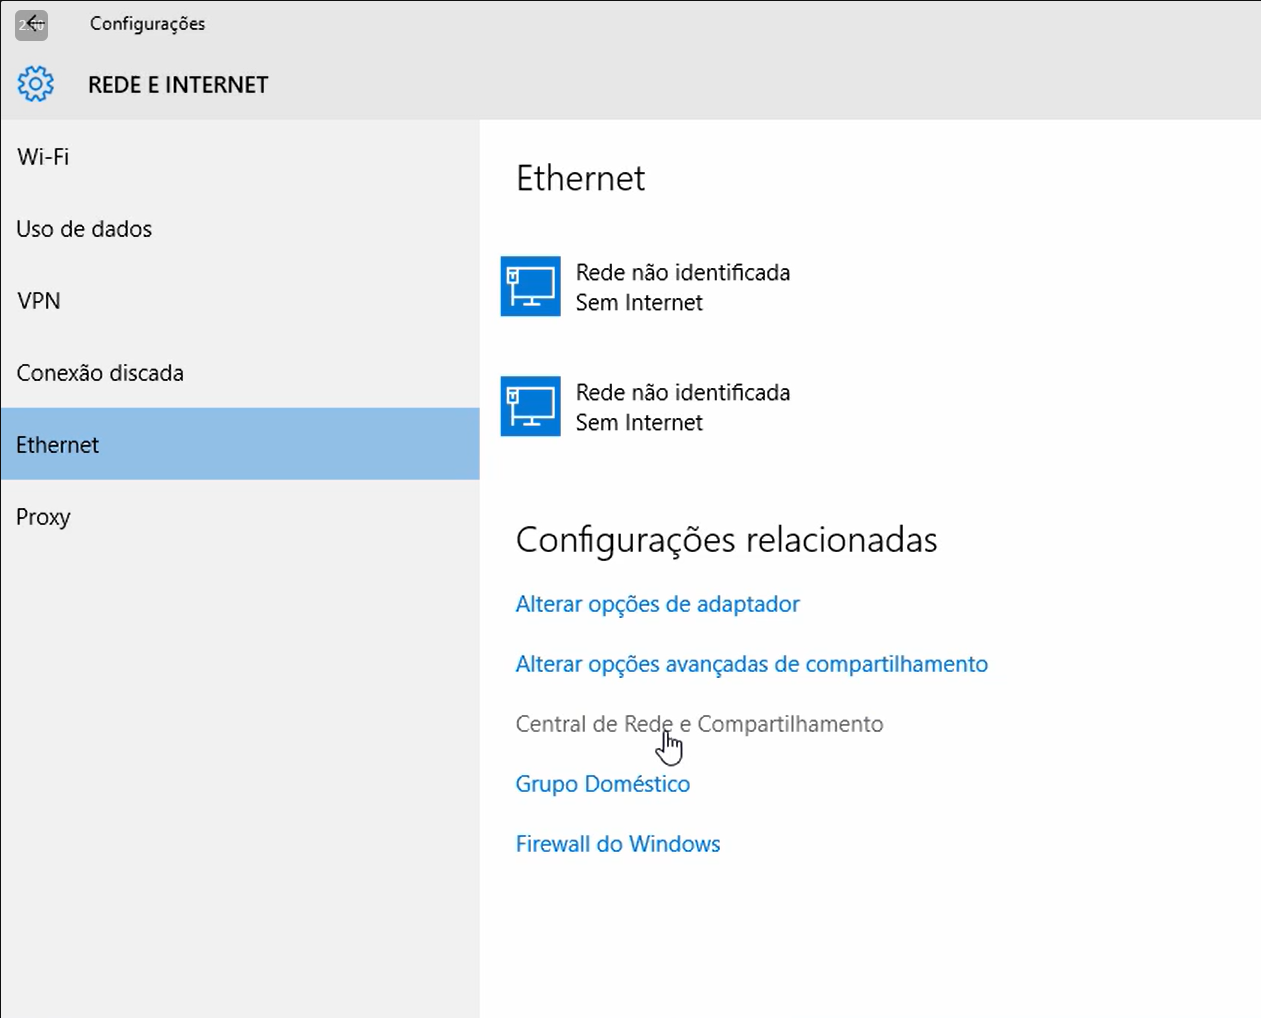 Configurações
REDE E INTERNET
Wi-Fi
Uso de dados
VPN
Conexão discada
Ethernet
Proxy
Ethernet
Rede não identificada
Sem Internet
Rede não identificada
Sem Internet
Configurações relacionadas
Alterar opções de adaptador
Alterar opções avançadas de compartilhamento
Central de Rede e Compartilhamento
Grupo Doméstico
Firewall do Windows